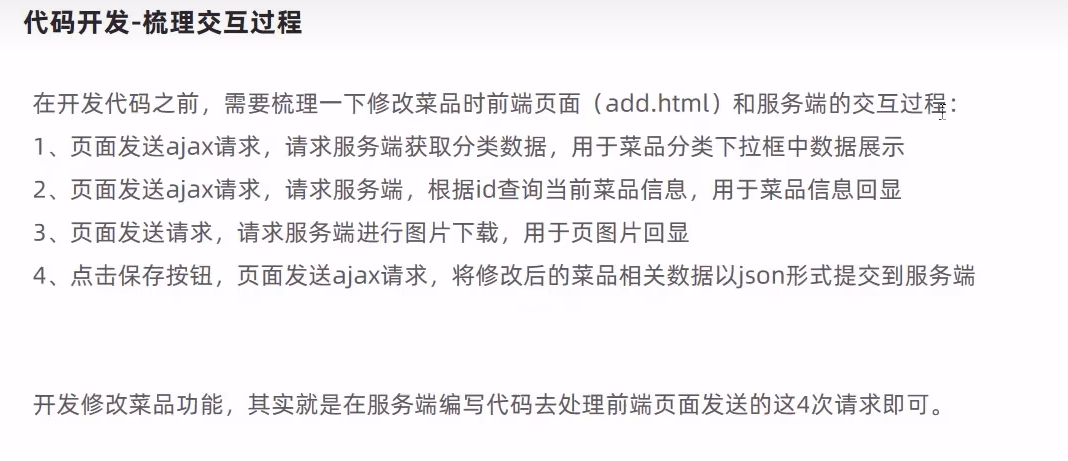 代码开发-梳理交互过程
在开发代码之前，需要梳理一下修改菜品时前端页面（add.html）和服务端的交互过程：
1、页面发送ajax请求，请求服务端获取分类数据，用于菜品分类下拉框中数据展示
2、页面发送ajax请求，请求服务端，根据id查询当前菜品信息，用于菜品信息回显
3、页面发送请求，请求服务端进行图片下载，用于页图片回显
4、点击保存按钮，页面发送ajax请求，将修改后的菜品相关数据以json形式提交到服务端
开发修改菜品功能，其实就是在服务端编写代码去处理前端页面发送的这4次请求即可。